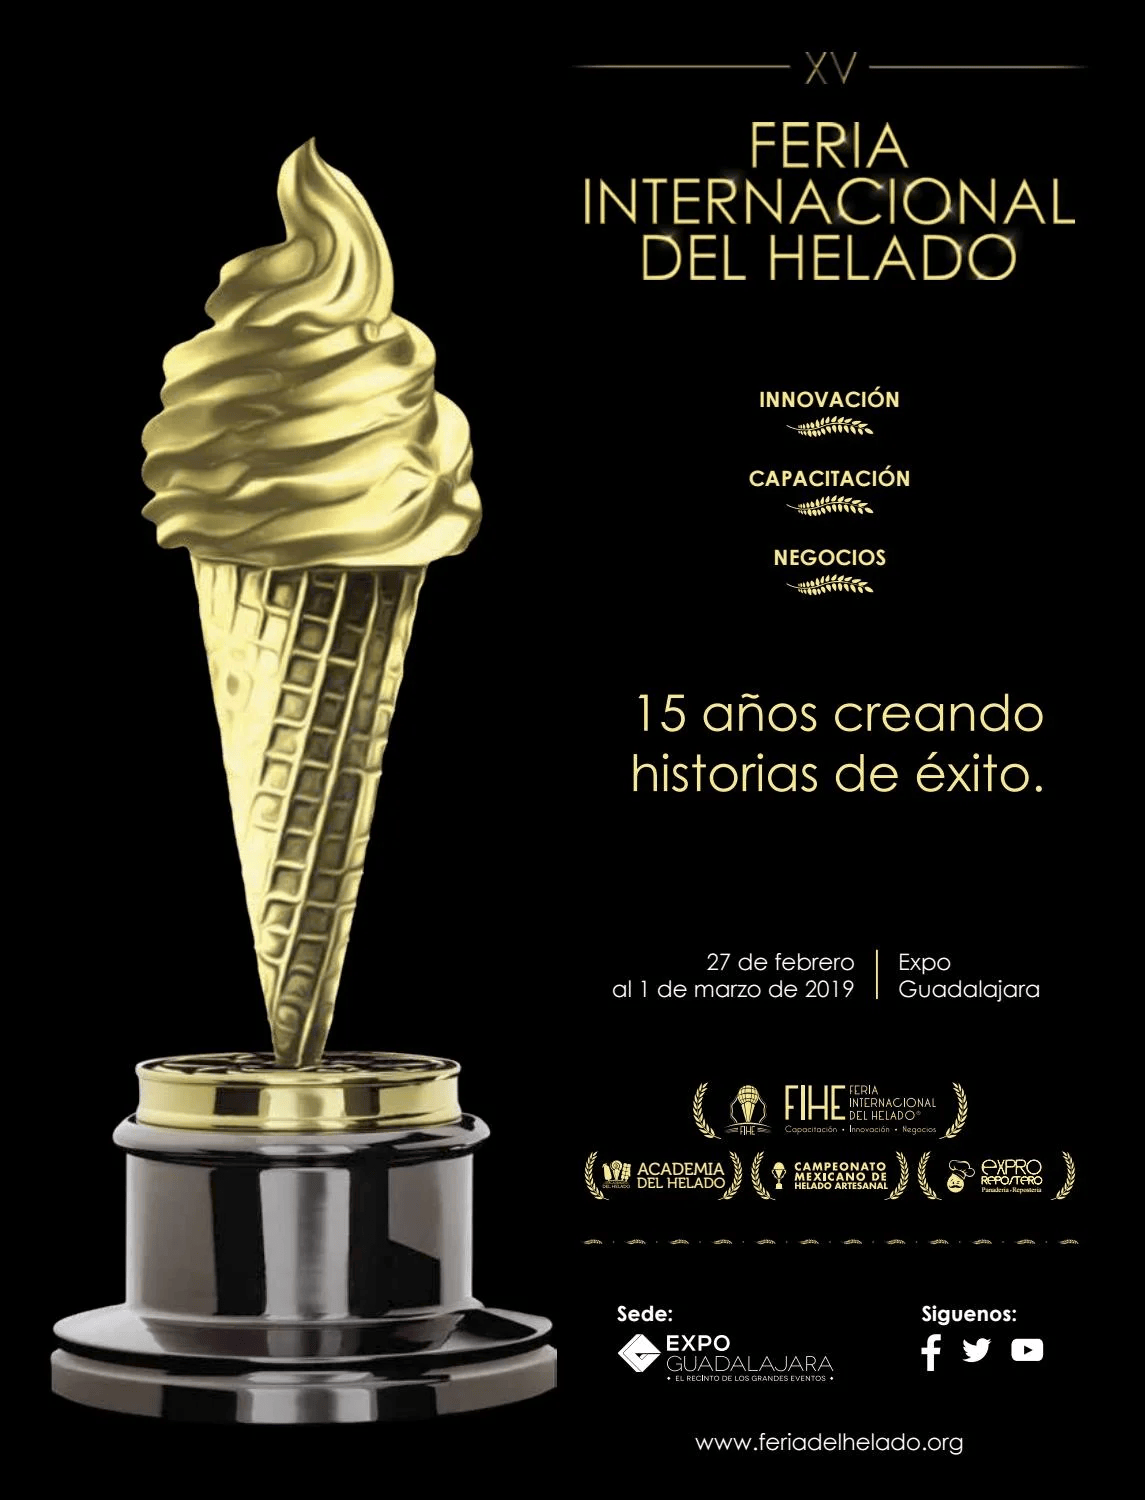 XV
FERIA
INTERNACIONAL
DEL HELADO
INNOVACIÓN
CAPACITACIÓN
NEGOCIOS
15 años creando
historias de éxito.
27 de febrero
al 1 de marzo de 2019
Expo
Guadalajara
FIHE
FIHE
FERIA
INTERNACIONAL
DEL HELADO®
Capacitación • Innovación • Negocios
ACADEMIA
DEL HELADO
CAMPEONATO
MEXICANO DE
HELADO ARTESANAL
EXPRO
REPOSTERO
Panadería · Repostería
Sede:
EXPO
GUADALAJARA
• EL RECINTO DE LOS GRANDES EVENTOS •
Siguenos:
www.feriadelhelado.org